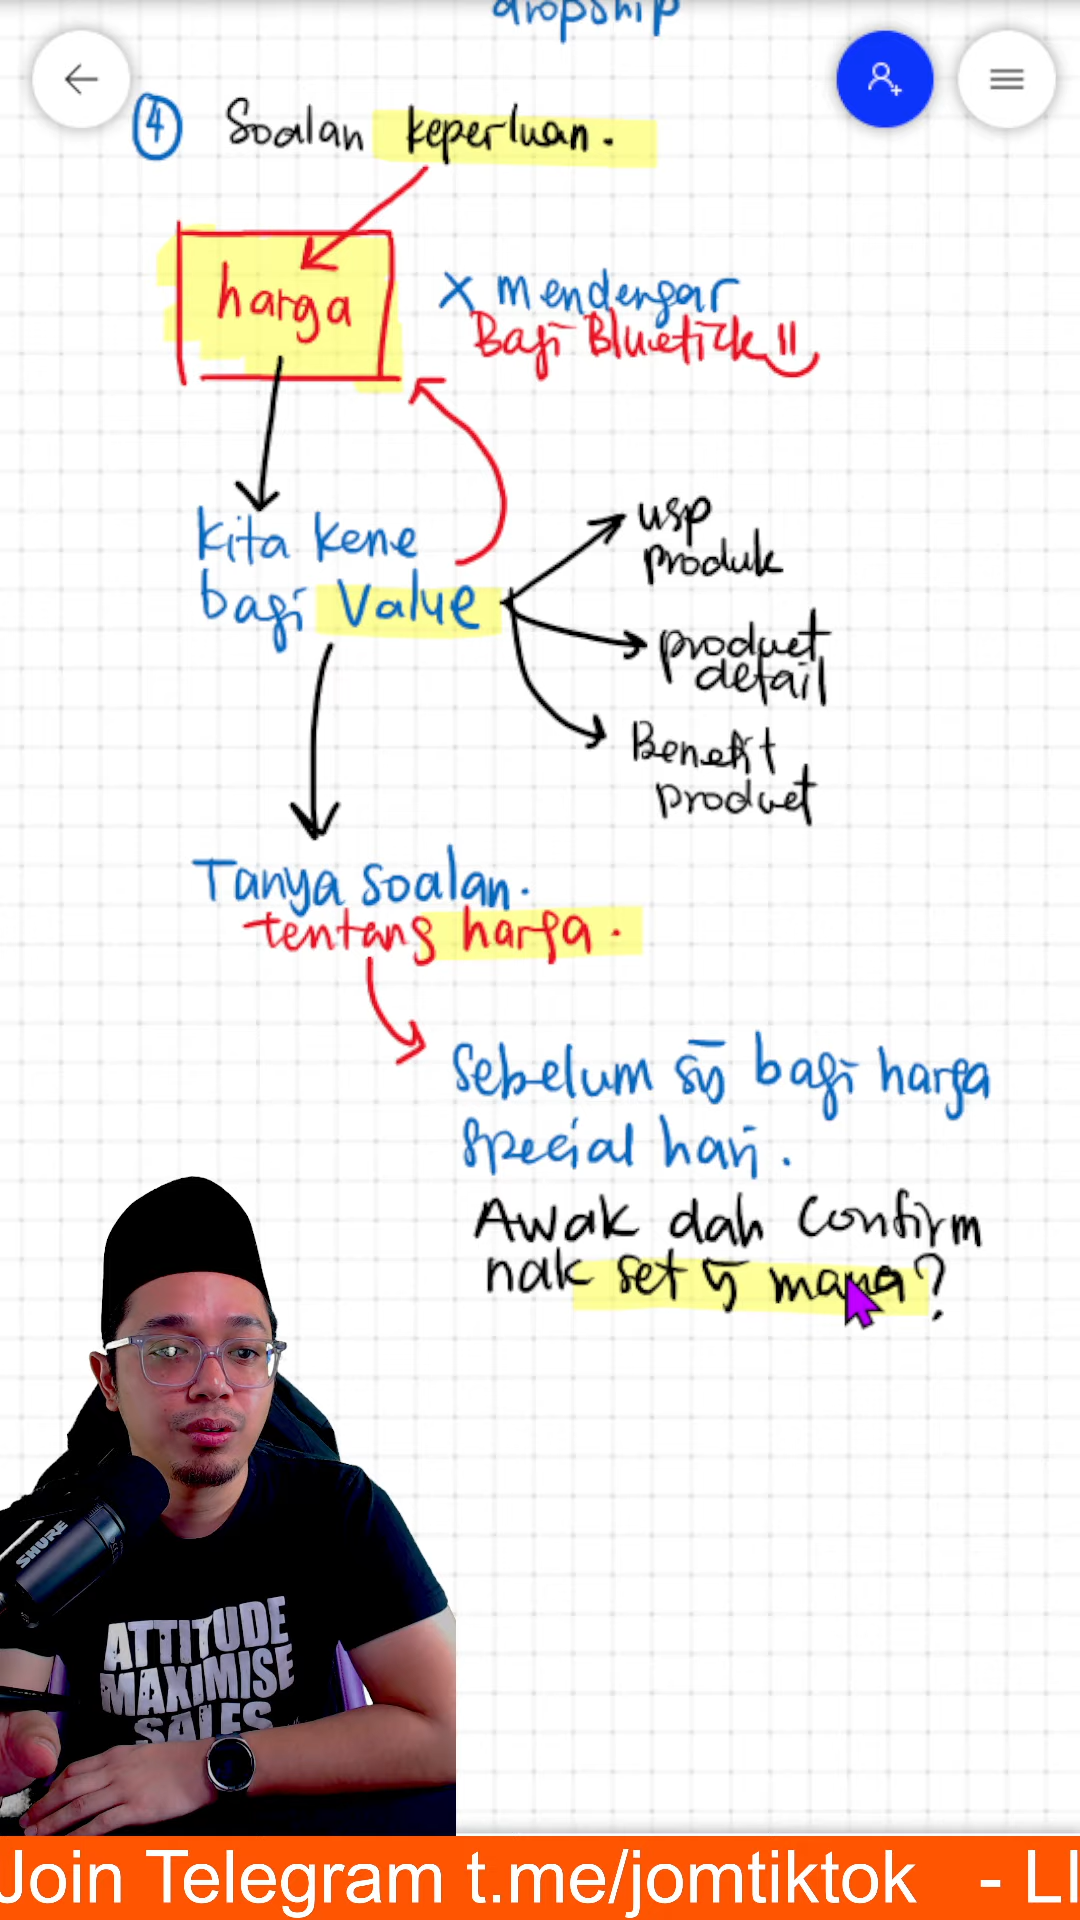 dropship
4 Soalan keperluan.
harga
x mendengar
Bagi Bluetick
kita kene
bagi Value
usp
produk
product
detail
Benefit
product
Tanya soalan.
tentang harga.
Sebelum sy bagi harga
special hari.
Awak dah confirm
nak set yg mana?
SHURE
ATTITUDE
MAXIMISE
SALES
Join Telegram t.me/jomtiktok - LI